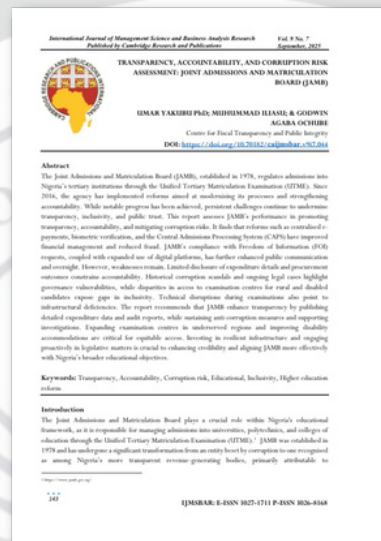 International Journal of Management Science and Business Analysis Research
Vol. 9 No. 7
Published by Cambridge Research and Publications
September, 2025
TRANSPARENCY, ACCOUNTABILITY, AND CORRUPTION RISK
ASSESSMENT: JOINT ADMISSIONS AND MATRICULATION
BOARD (JAMB)
UMAR YAKUBU PhD; MUHUMMAD ILIASU; & GODWIN
AGABA OCHUBE
Centre for Fiscal Transparency and Public Integrity
DOI: https://doi.org/10.70382/caijmsbar.v9i7.044
Abstract
The Joint Admissions and Matriculation Board (JAMB), established in 1978, regulates admissions into
Nigeria's tertiary institutions through the Unified Tertiary Matriculation Examination (UTME). Since
2016, the agency has implemented reforms aimed at modernising its processes and strengthening
accountability. While notable progress has been achieved, persistent challenges continue to undermine
transparency, inclusivity, and public trust. This report assesses JAMB's performance in promoting
transparency, accountability, and mitigating corruption risks. It finds that reforms such as centralised e-
payments, biometric verification, and the Central Admissions Processing System (CAPS) have improved
financial management and reduced fraud. JAMB's compliance with Freedom of Information (FOI)
requests, coupled with expanded use of digital platforms, has further enhanced public communication
and oversight. However, weaknesses remain. Limited disclosure of expenditure details and procurement
outcomes constrains accountability. Historical corruption scandals and ongoing legal cases highlight
governance vulnerabilities, while disparities in access to examination centres for rural and disabled
candidates expose gaps in inclusivity. Technical disruptions during examinations also point to
infrastructural deficiencies. The report recommends that JAMB enhance transparency by publishing
detailed expenditure data and audit reports, while sustaining anti-corruption measures and supporting
investigations. Expanding examination centres in underserved regions and improving disability
accommodations are critical for equitable access. Investing in resilient infrastructure and engaging
proactively in legislative matters is crucial to enhancing credibility and aligning JAMB more effectively
with Nigeria's broader educational objectives.
Keywords: Transparency, Accountability, Corruption risk, Educational, Inclusivity, Higher education
reform
Introduction
The Joint Admissions and Matriculation Board plays a crucial role within Nigeria's educational
framework, as it is responsible for managing admissions into universities, polytechnics, and colleges of
education through the Unified Tertiary Matriculation Examination (UTME).¹ JAMB was established in
1978 and has undergone a significant transformation from an entity beset by corruption to one recognised
as among Nigeria's more transparent revenue-generating bodies, primarily attributable to
143
IJMSBAR: E-ISSN 3027-1711 P-ISSN 3026-8168